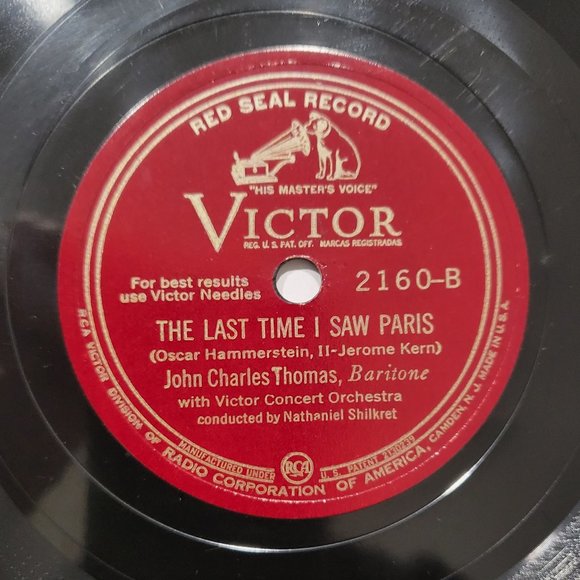 RED SEAL RECORD
"HIS MASTER'S VOICE"
VICTOR
REG. U. S. PAT. OFF. MARCAS REGISTRADAS
For best results
use Victor Needles
2160-B
THE LAST TIME I SAW PARIS
(Oscar Hammerstein, II-Jerome Kern)
John Charles Thomas, Baritone
with Victor Concert Orchestra
conducted by Nathaniel Shilkret
MANUFACTURED UNDER RCA U. S. PATENT 2130239
RCA VICTOR DIVISION OF RADIO CORPORATION OF AMERICA, CAMDEN, N. J. MADE IN U.S.A.